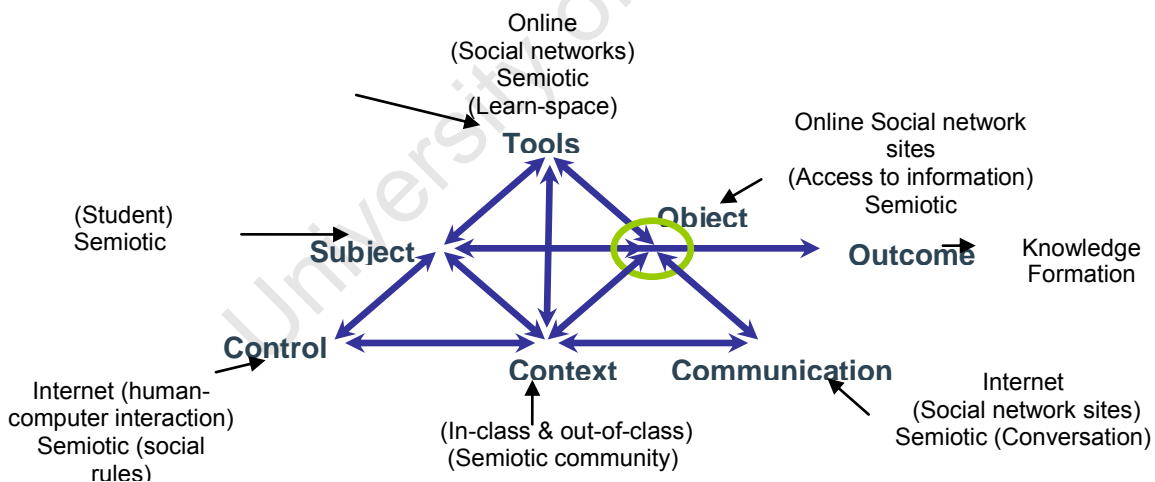 Online
(Social networks)
Semiotic
(Learn-space)
Tools
Online Social network
sites
(Access to information)
Semiotic
Object
(Student)
Semiotic
Subject
Outcome
Knowledge
Formation
Control
Context
Communication
Internet (human-
computer interaction)
Semiotic (social
rules)
(In-class & out-of-class)
(Semiotic community)
Internet
(Social network sites)
Semiotic (Conversation)
University of